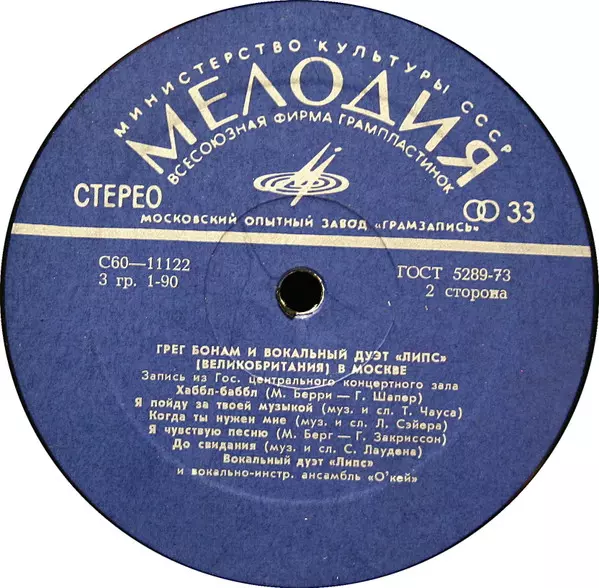 МИНИСТЕРСТВО КУЛЬТУРЫ СССР
МЕЛОДИЯ
ВСЕСОЮЗНАЯ ФИРМА ГРАМПЛАСТИНОК
СТЕРЕО
33
МОСКОВСКИЙ ОПЫТНЫЙ ЗАВОД «ГРАМЗАПИСЬ»
С60—11122
ГОСТ 5289-73
3 гр. 1-90
2 сторона
ГРЕГ БОНАМ И ВОКАЛЬНЫЙ ДУЭТ «ЛИПС»
(ВЕЛИКОБРИТАНИЯ) В МОСКВЕ
Запись из Гос. центрального концертного зала
Хаббл-баббл (М. Берри — Г. Шапер)
Я пойду за твоей музыкой (муз. и сл. Т. Чауса)
Когда ты нужен мне (муз. и сл. Л. Сэйера)
Я чувствую песню (М. Берг — Г. Закриссон)
До свидания (муз. и сл. С. Лаудена)
Вокальный дуэт «Липс»
и вокально-инстр. ансамбль «О'кей»